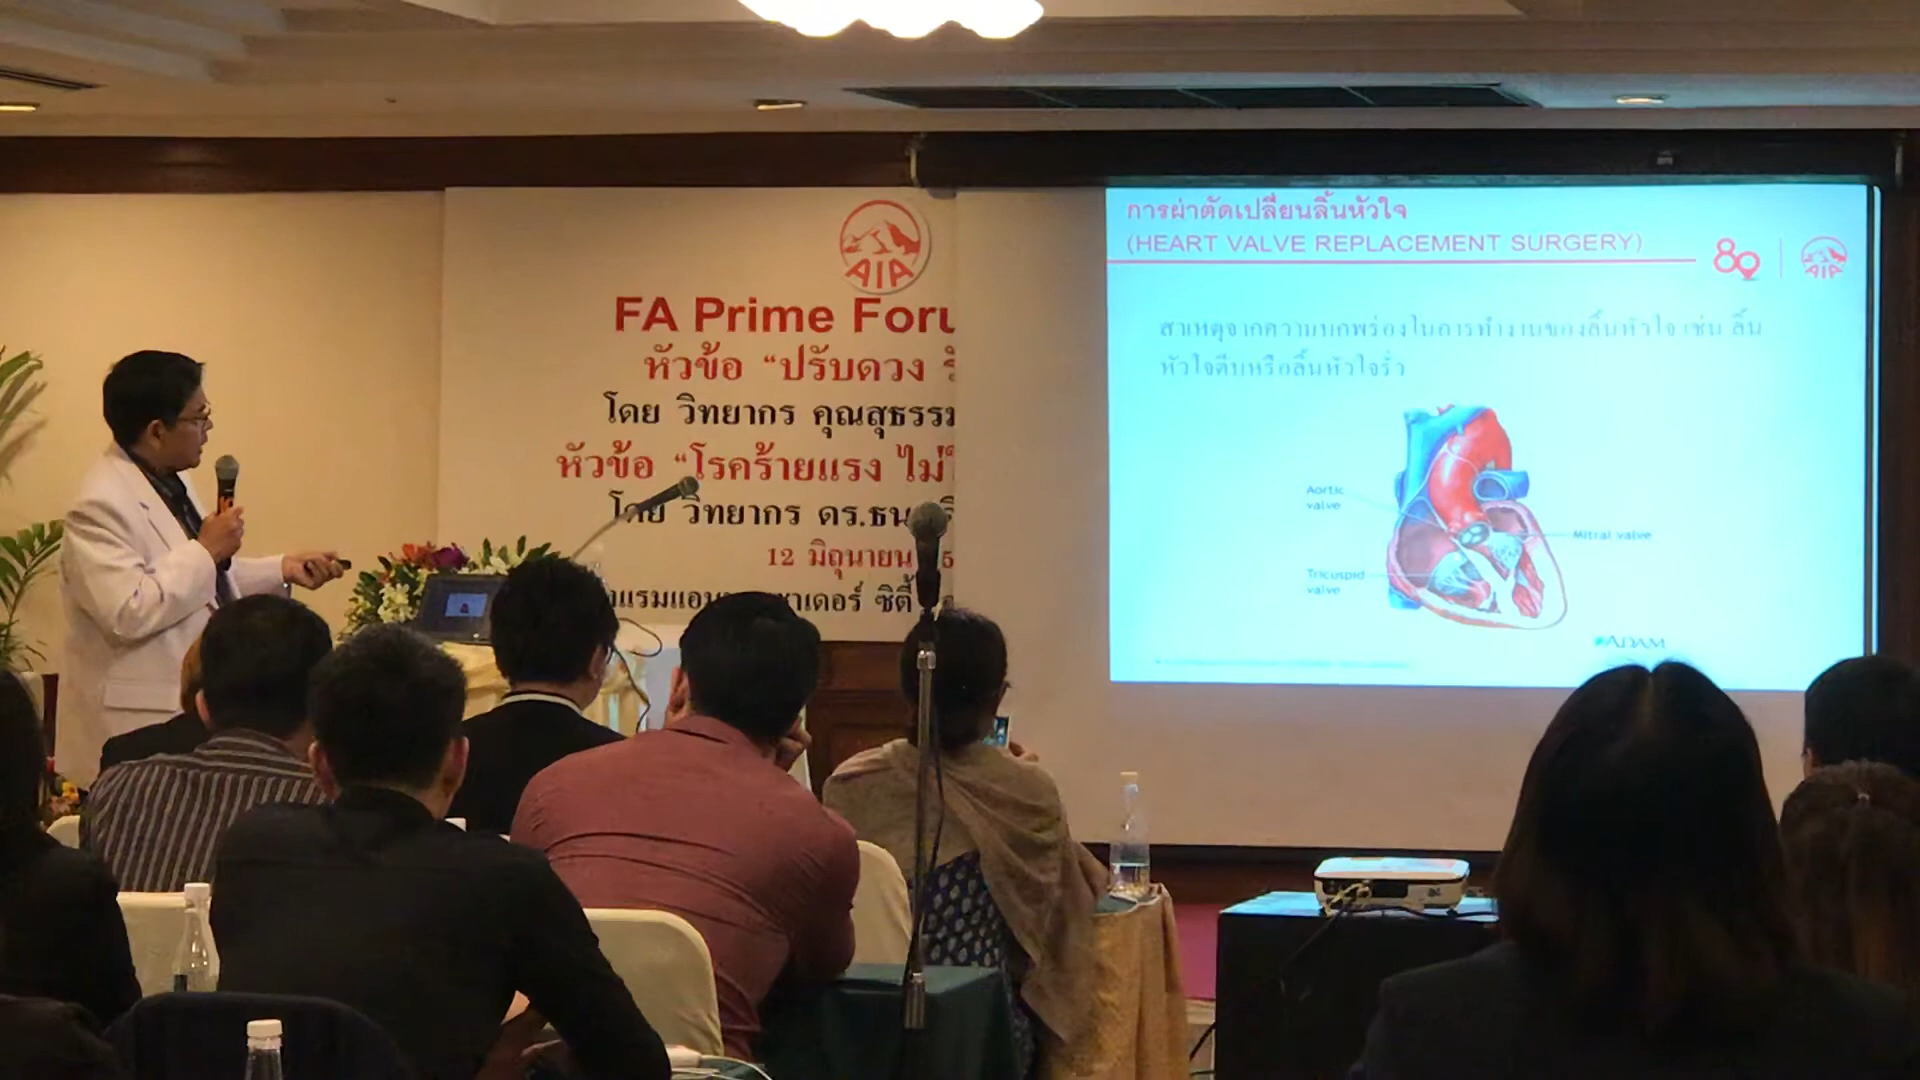 AIA
FA Prime Foru
หัวข้อ “ปรับดวง
โดย วิทยากร คุณสุธรรม
หัวข้อ “โรคร้ายแรง ไม่
โดย วิทยากร ดร.ธน
12 มิถุนายน
ซิตี้
การผ่าตัดเปลี่ยนลิ้นหัวใจ
(HEART VALVE REPLACEMENT SURGERY)
80
AIA
สาเหตุจากความบกพร่องในการทำงานของลิ้นหัวใจ เช่น ลิ้น
หัวใจตีบหรือลิ้นหัวใจรั่ว
Aortic
valve
Mitral valve
Tricuspid
valve
ADAM